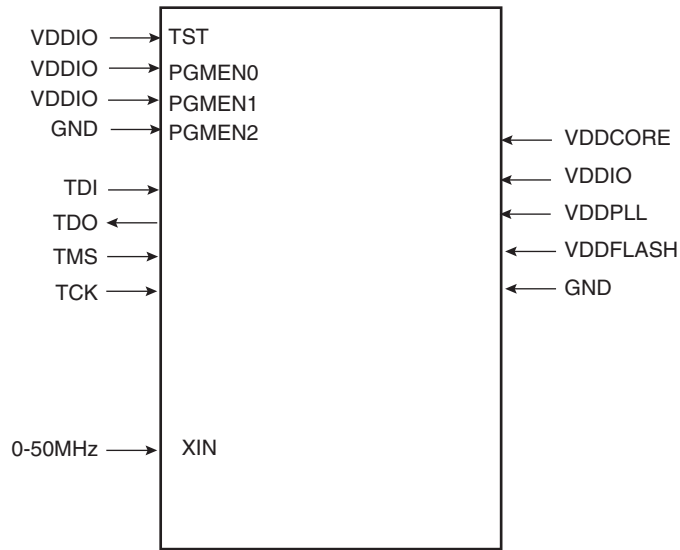 VDDIO TST
VDDIO PGMEN0
VDDIO PGMEN1
GND PGMEN2
VDDCORE
TDI
VDDIO
TDO
VDDPLL
TMS
VDDFLASH
TCK
GND
0-50MHz XIN